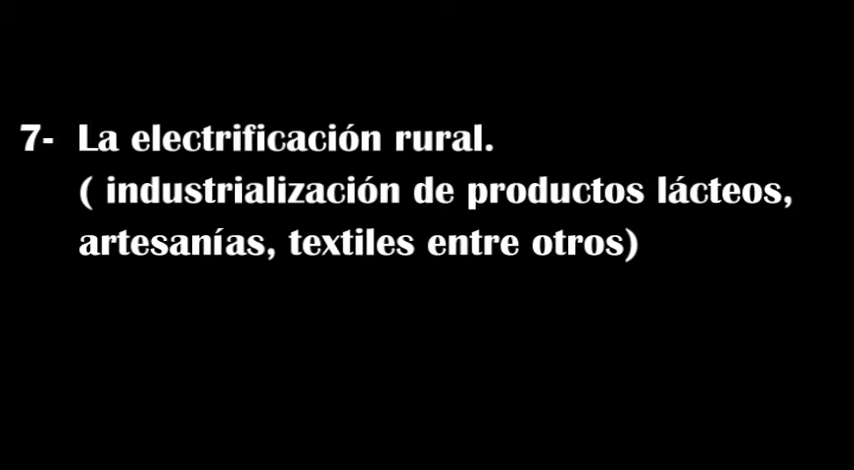 7- La electrificación rural.
( industrialización de productos lácteos,
artesanías, textiles entre otros)